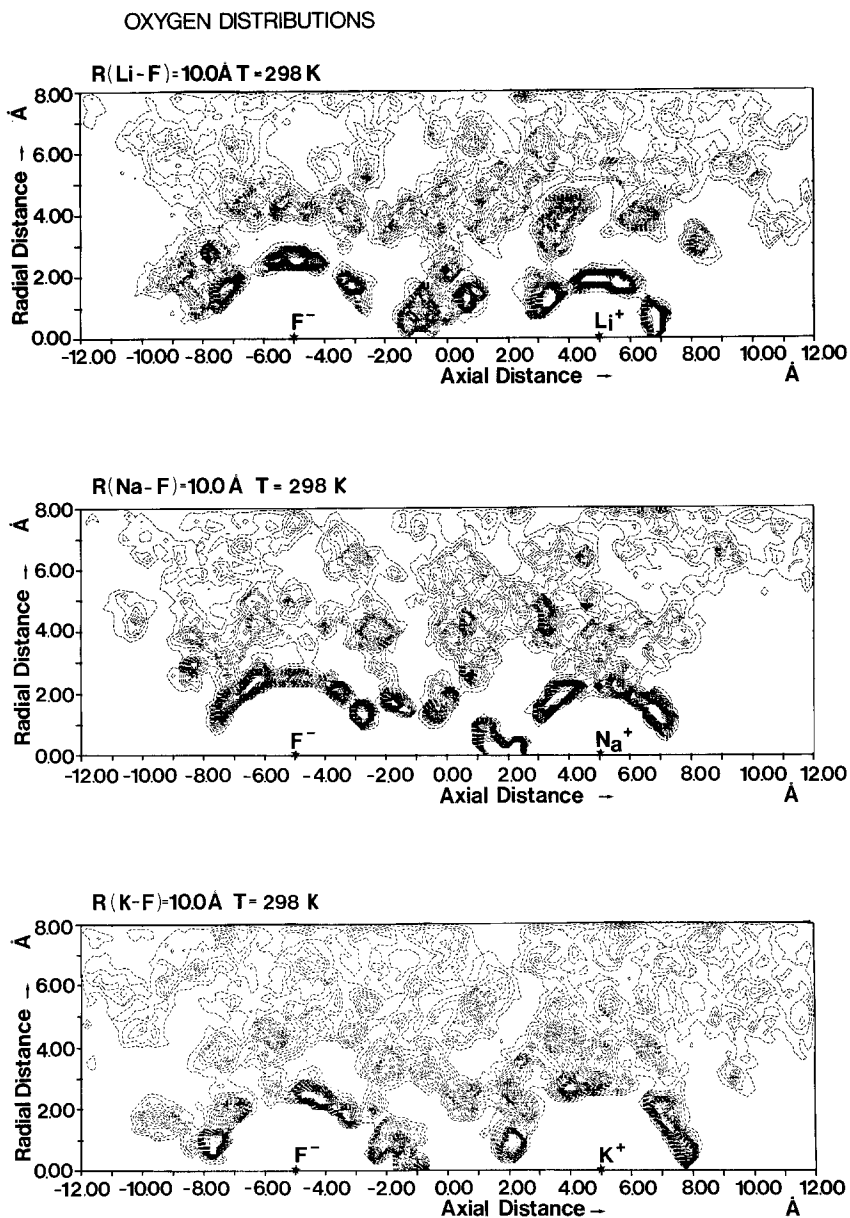 OXYGEN DISTRIBUTIONS
R(Li-F)=10.0Å T=298 K
Å
8.00
6.00
4.00
2.00
0.00
Radial Distance →
F⁻
Li⁺
-12.00 -10.00 -8.00 -6.00 -4.00 -2.00 0.00 2.00 4.00 6.00 8.00 10.00 12.00
Axial Distance → Å
R(Na-F)=10.0 Å T = 298 K
Å
8.00
6.00
4.00
2.00
0.00
Radial Distance →
F⁻
Na⁺
-12.00 -10.00 -8.00 -6.00 -4.00 -2.00 0.00 2.00 4.00 6.00 8.00 10.00 12.00
Axial Distance → Å
R(K-F)=10.0Å T= 298 K
Å
8.00
6.00
4.00
2.00
0.00
Radial Distance →
F⁻
K⁺
-12.00 -10.00 -8.00 -6.00 -4.00 -2.00 0.00 2.00 4.00 6.00 8.00 10.00 12.00
Axial Distance → Å